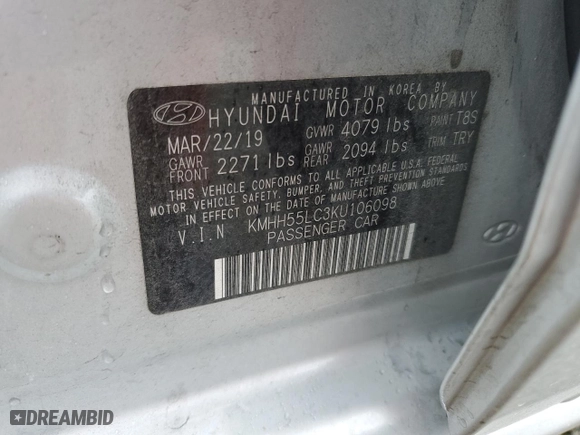 MANUFACTURED IN KOREA BY
HYUNDAI MOTOR COMPANY
MAR/22/19 GVWR 4079 lbs PAINT T8S
GAWR FRONT 2271 lbs GAWR REAR 2094 lbs TRIM TRY
THIS VEHICLE CONFORMS TO ALL APPLICABLE U.S.A. FEDERAL
MOTOR VEHICLE SAFETY, BUMPER, AND THEFT PREVENTION STANDARDS
IN EFFECT ON THE DATE OF MANUFACTURE SHOWN ABOVE.
V.I.N KMHH55LC3KU106098
PASSENGER CAR
DREAMBID